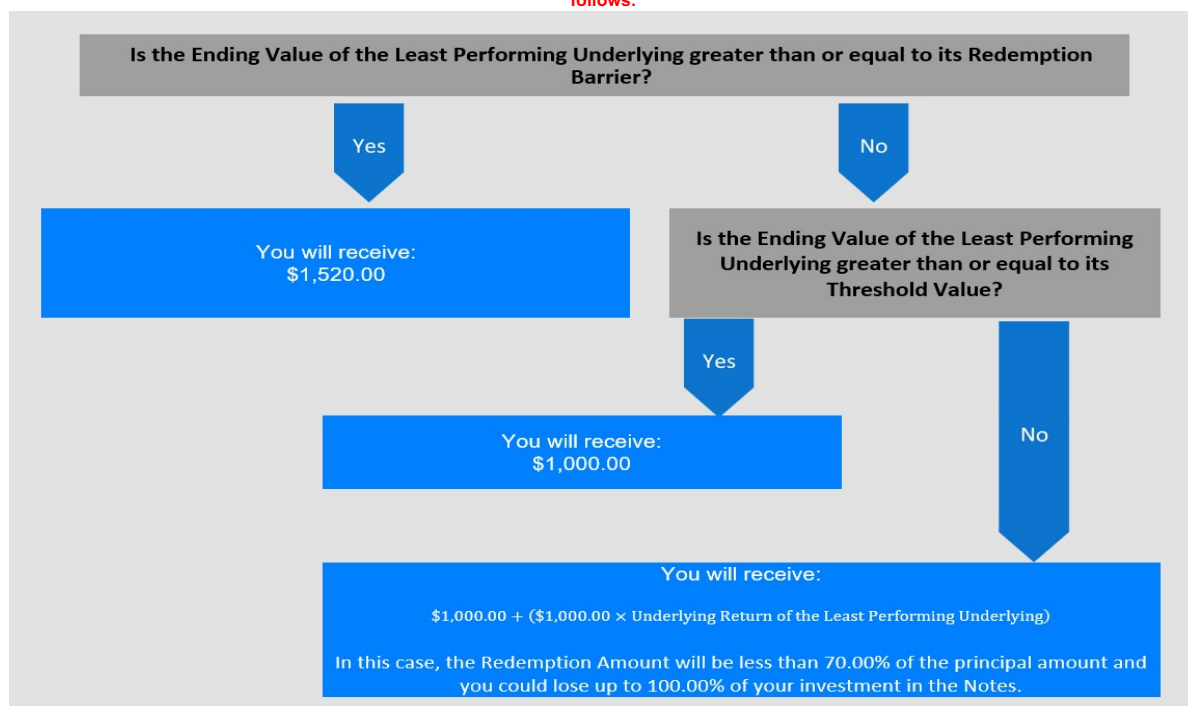 follows:
Is the Ending Value of the Least Performing Underlying greater than or equal to its Redemption
Barrier?
Yes
No
You will receive:
$1,520.00
Is the Ending Value of the Least Performing
Underlying greater than or equal to its
Threshold Value?
Yes
No
You will receive:
$1,000.00
You will receive:
$1,000.00 + ($1,000.00 × Underlying Return of the Least Performing Underlying)
In this case, the Redemption Amount will be less than 70.00% of the principal amount and
you could lose up to 100.00% of your investment in the Notes.